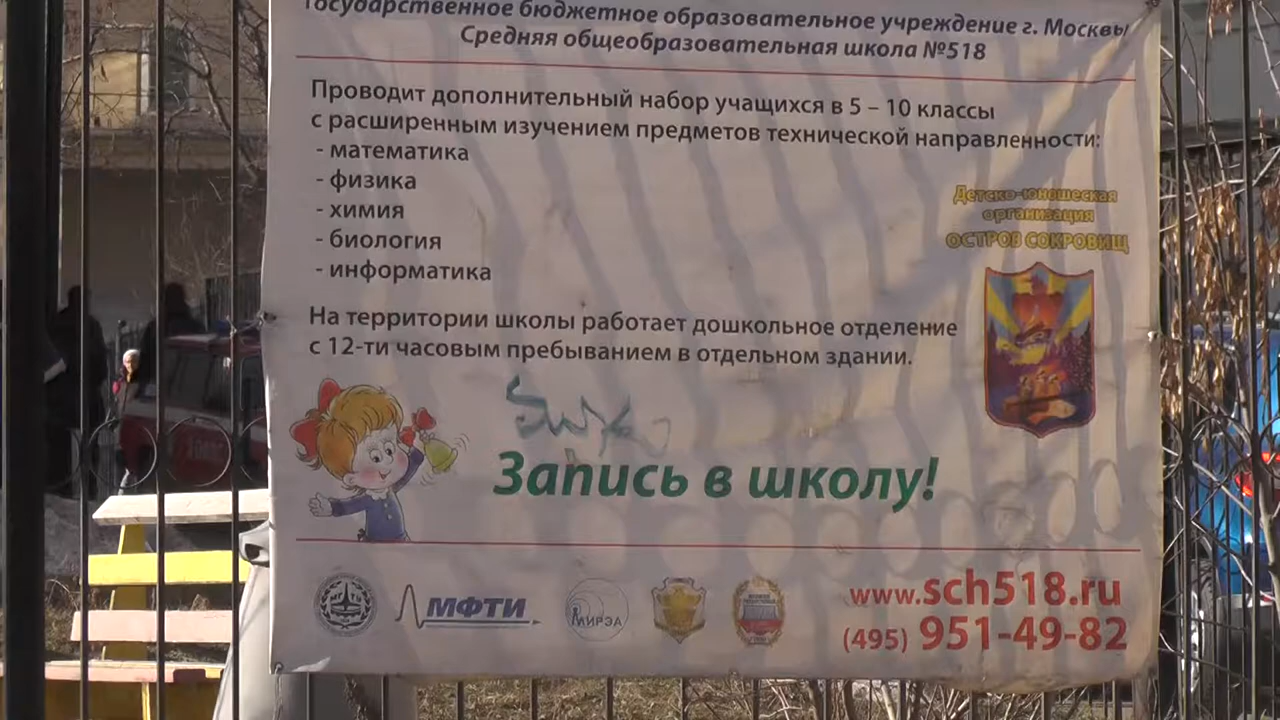 Государственное бюджетное образовательное учреждение г. Москвы
Средняя общеобразовательная школа №518
Проводит дополнительный набор учащихся в 5 – 10 классы
с расширенным изучением предметов технической направленности:
- математика
- физика
- химия
- биология
- информатика
Детско-юношеская
организация
ОСТРОВ СОКРОВИЩ
На территории школы работает дошкольное отделение
с 12-ти часовым пребыванием в отдельном здании.
Запись в школу!
МФТИ
МИРЭА
www.sch518.ru
(495) 951-49-82